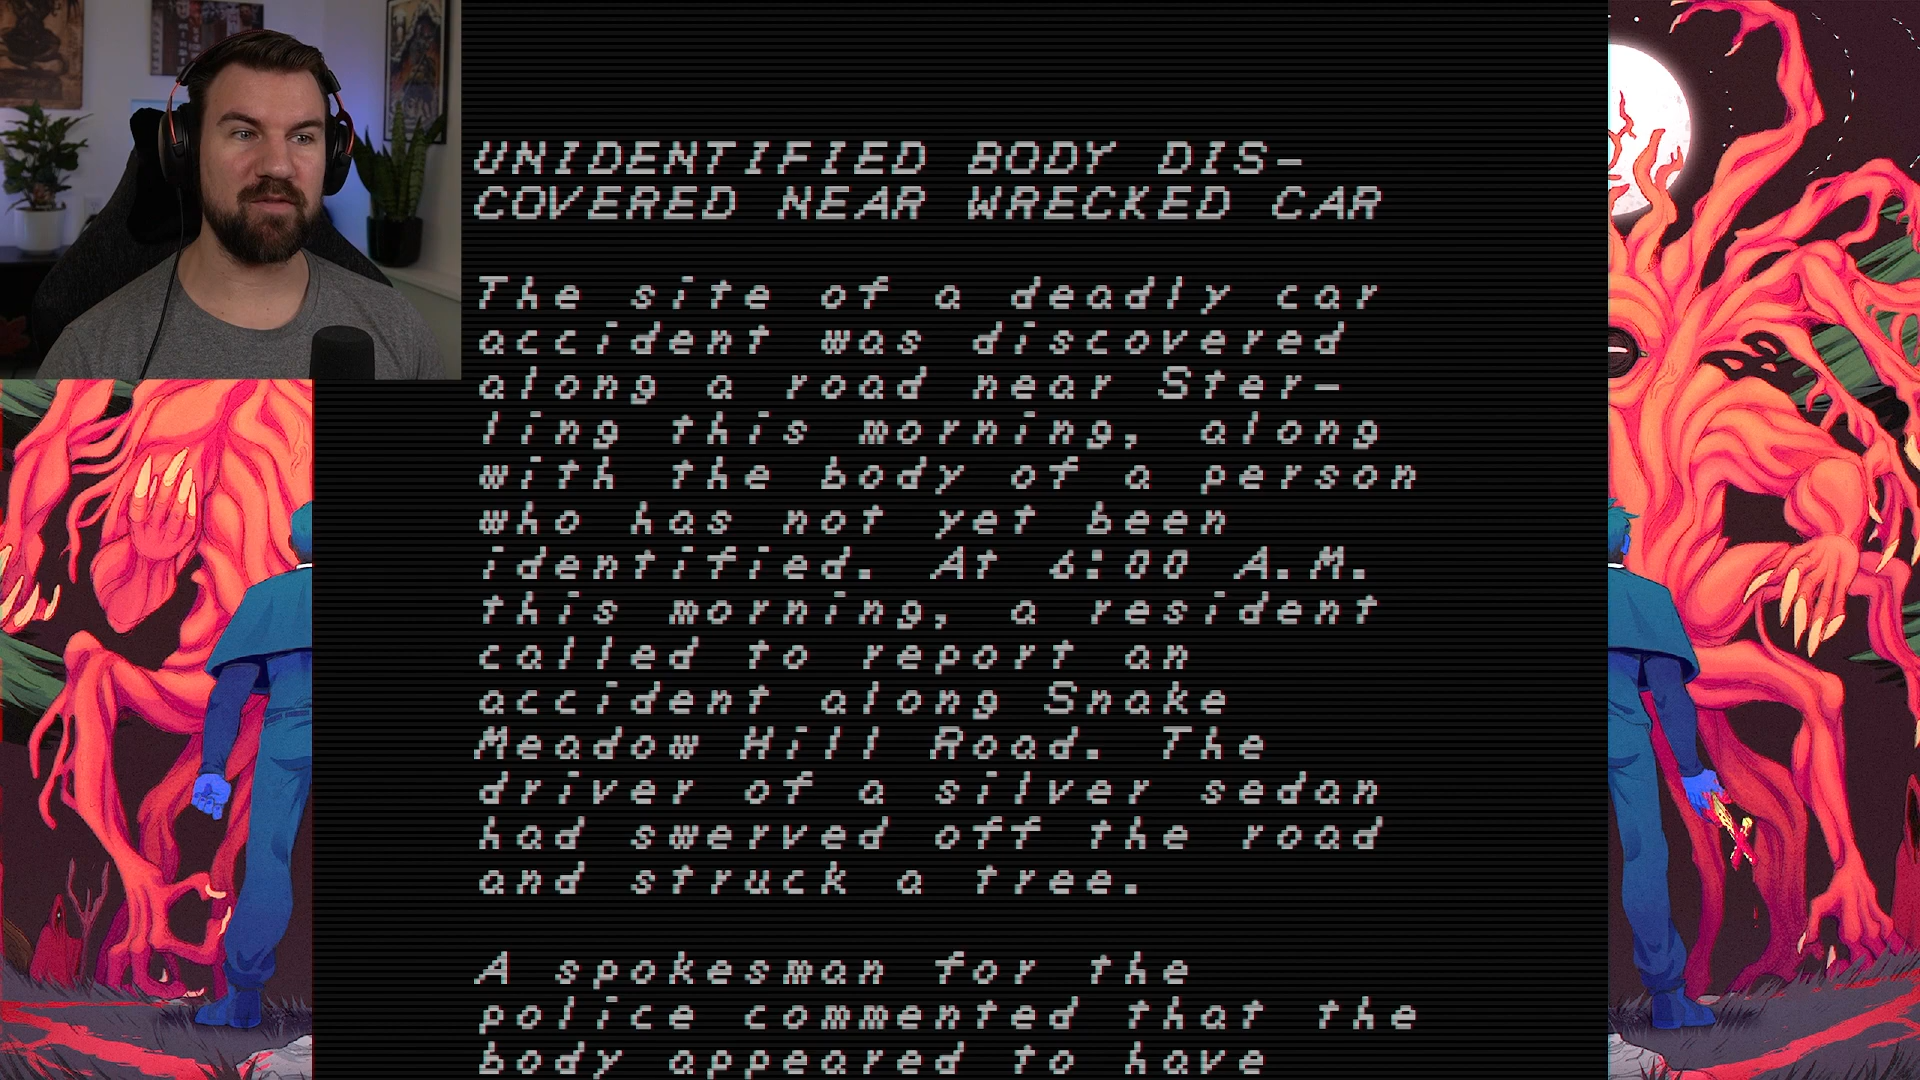 UNIDENTIFIED BODY DIS-
COVERED NEAR WRECKED CAR
The site of a deadly car
accident was discovered
along a road near Ster-
ling this morning, along
with the body of a person
who has not yet been
identified. At 6:00 A.M.
this morning, a resident
called to report an
accident along Snake
Meadow Hill Road. The
driver of a silver sedan
had swerved off the road
and struck a tree.
A spokesman for the
police commented that the
body appeared to have